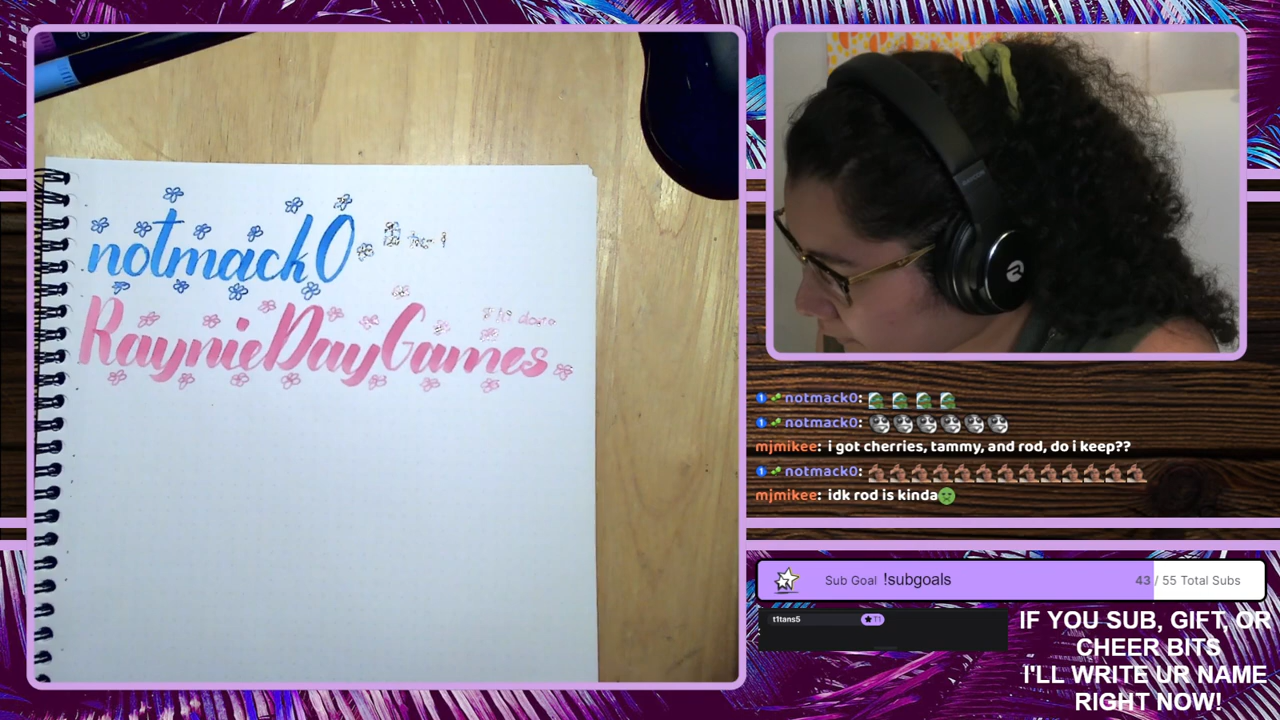 notmack0
RaynieDayGames
notmack0:
notmack0:
mjmikee: i got cherries, tammy, and rod, do i keep??
notmack0:
mjmikee: idk rod is kinda
Sub Goal !subgoals 43 / 55 Total Subs
t1tans5 T1
IF YOU SUB, GIFT, OR
CHEER BITS
I'LL WRITE UR NAME
RIGHT NOW!